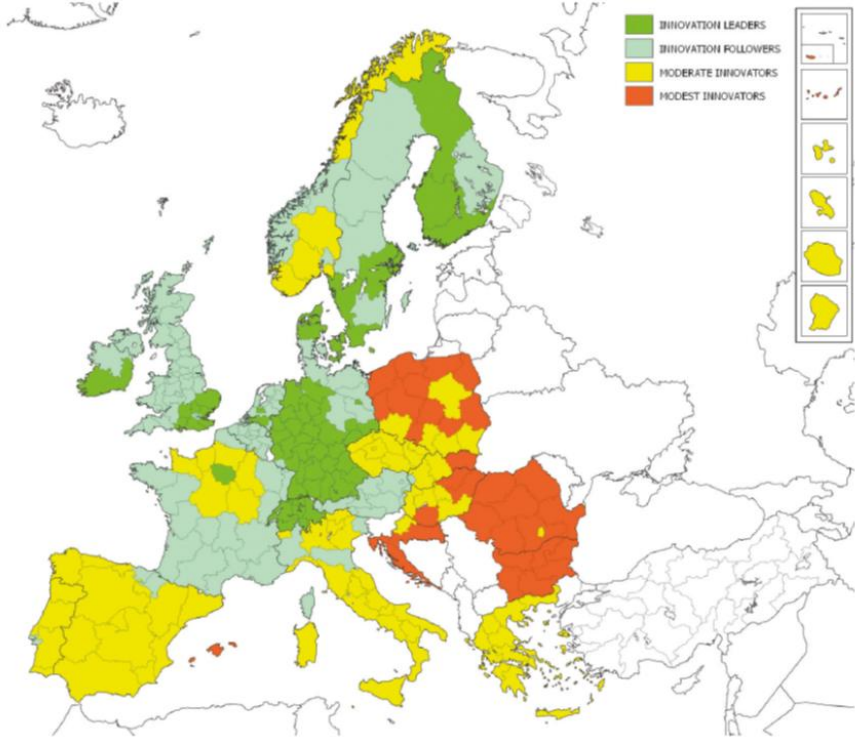 INNOVATION LEADERS
INNOVATION FOLLOWERS
MODERATE INNOVATORS
MODEST INNOVATORS